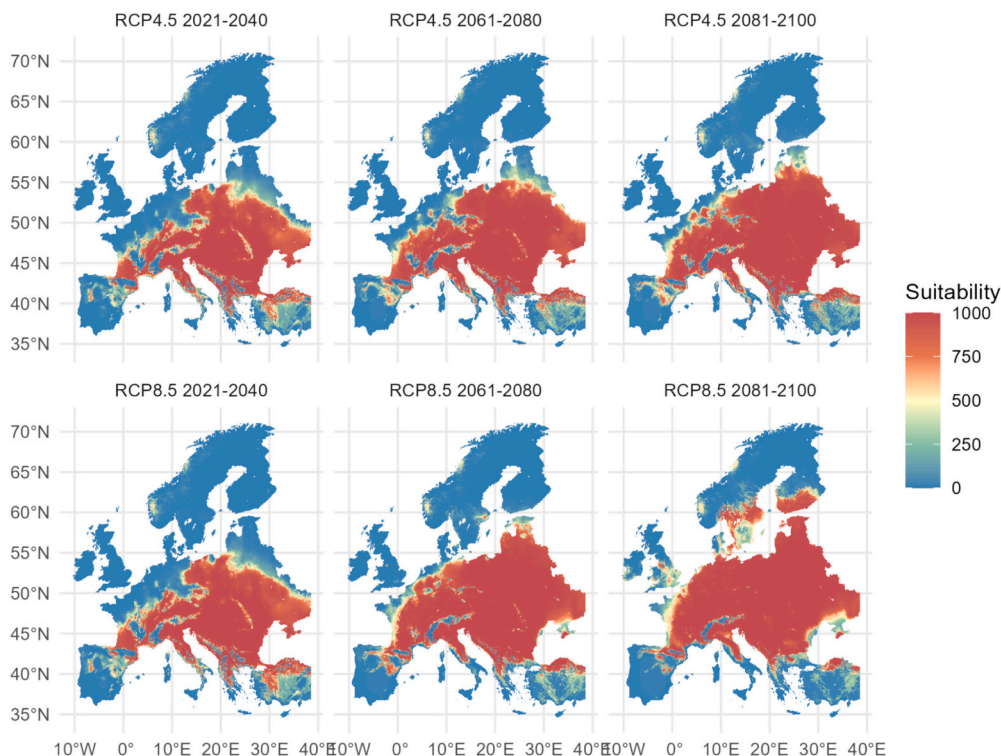 RCP4.5 2021-2040 RCP4.5 2061-2080 RCP4.5 2081-2100
70°N
65°N
60°N
55°N
50°N
45°N
40°N
35°N
Suitability
1000
750
500
250
0
RCP8.5 2021-2040 RCP8.5 2061-2080 RCP8.5 2081-2100
70°N
65°N
60°N
55°N
50°N
45°N
40°N
35°N
10°W 0° 10°E 20°E 30°E 40°E 10°W 0° 10°E 20°E 30°E 40°E 10°W 0° 10°E 20°E 30°E 40°E